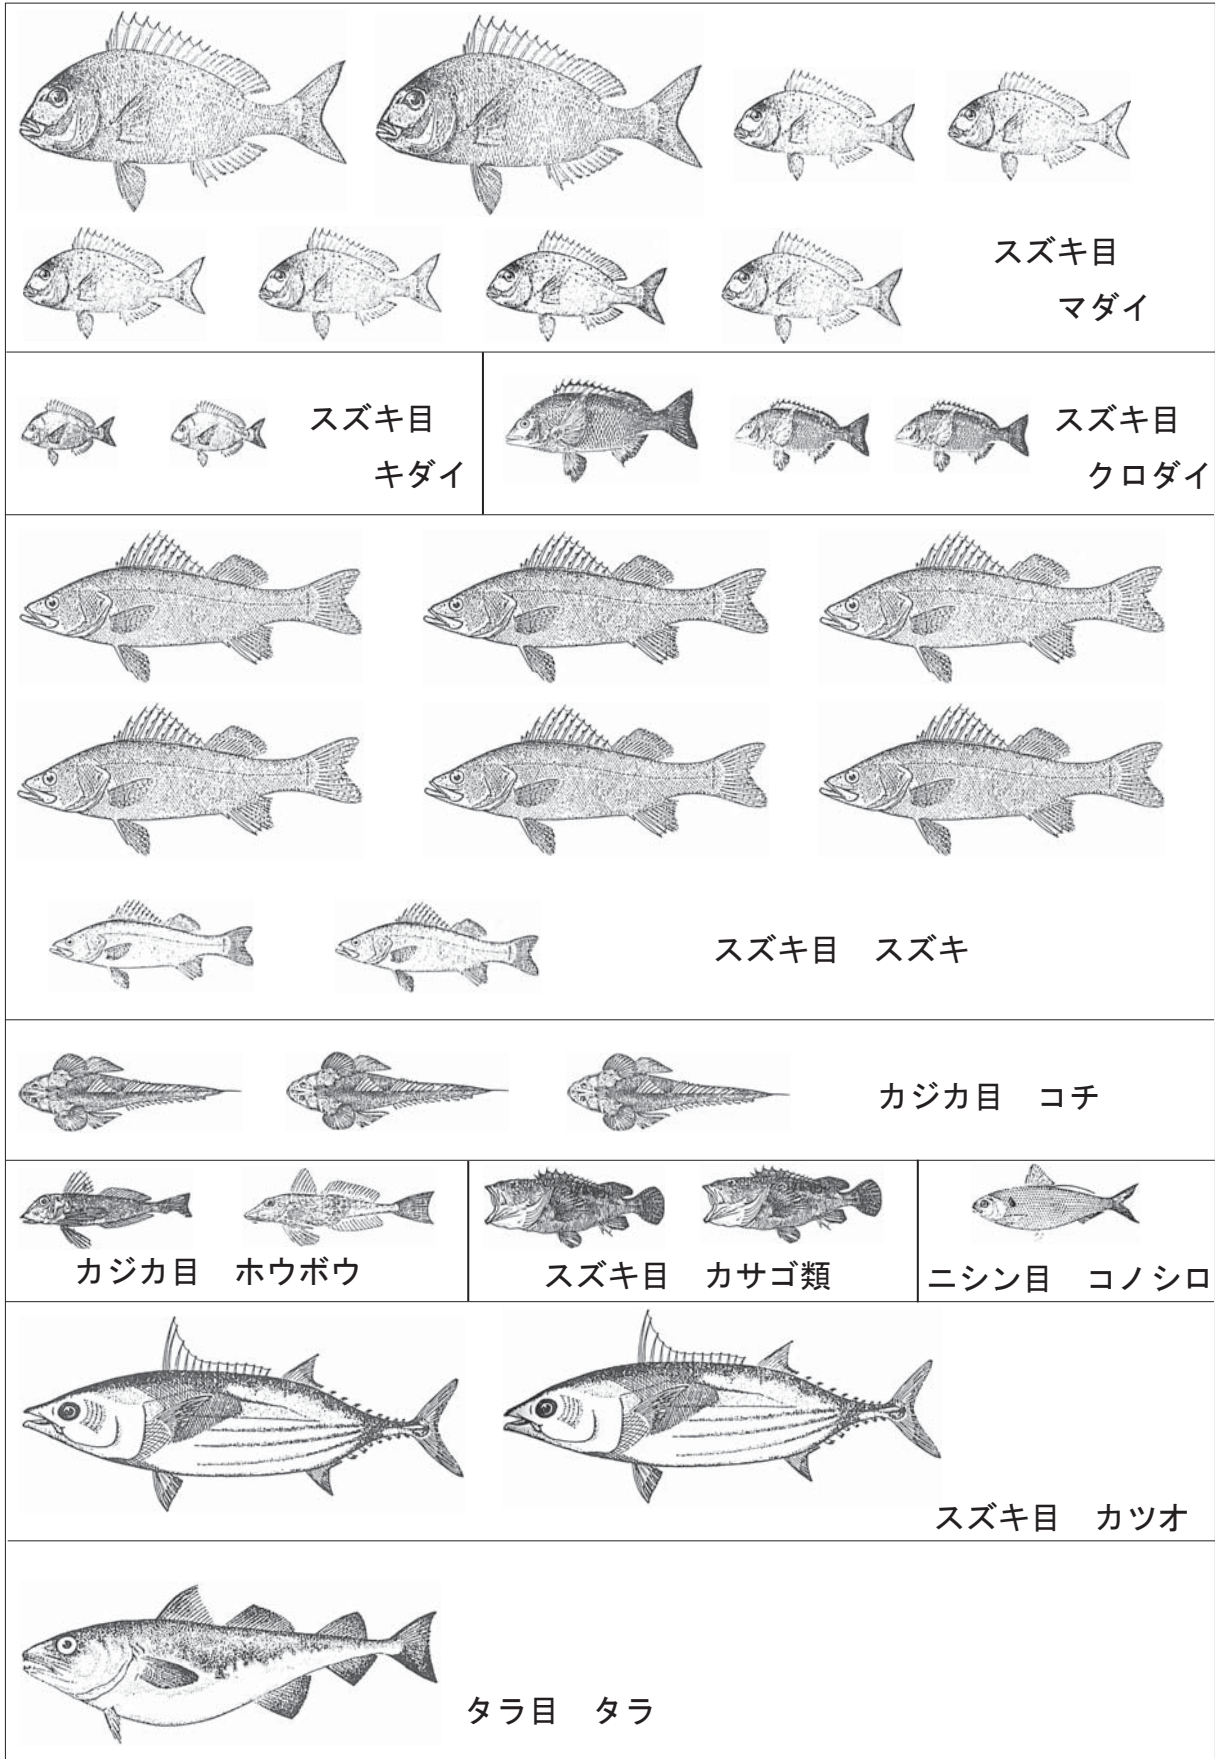 スズキ目
マダイ
スズキ目
キダイ
スズキ目
クロダイ
スズキ目　スズキ
カジカ目　コチ
カジカ目　ホウボウ
スズキ目　カサゴ類
ニシン目　コノシロ
スズキ目　カツオ
タラ目　タラ